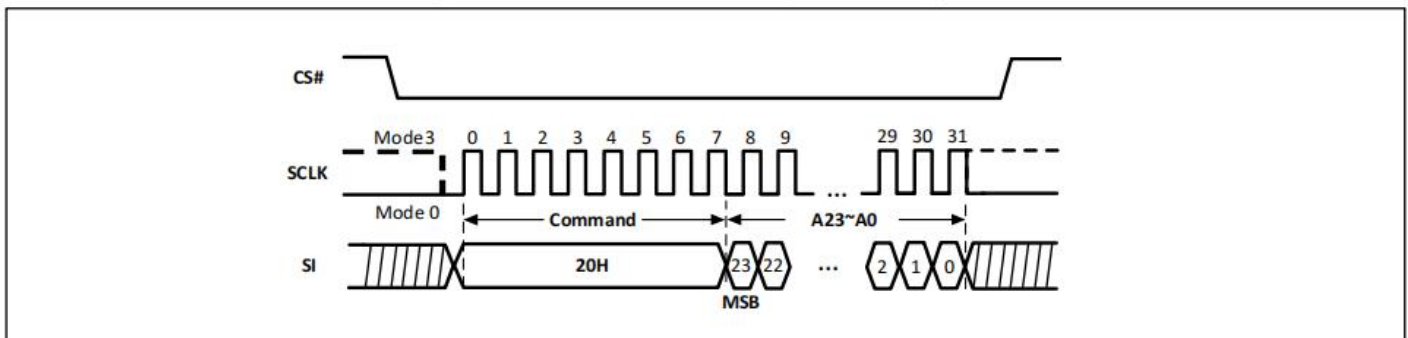 CS#
Mode3 0 1 2 3 4 5 6 7 8 9 29 30 31
SCLK
...
Mode 0
Command A23~A0
SI 20H 23 22 ... 2 1 0
MSB